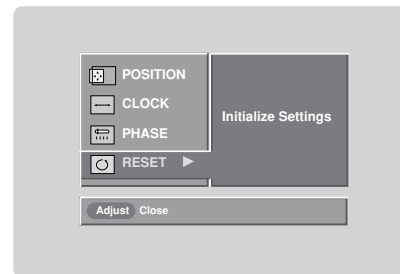 POSITION
CLOCK
PHASE
RESET
Initialize Settings
Adjust Close